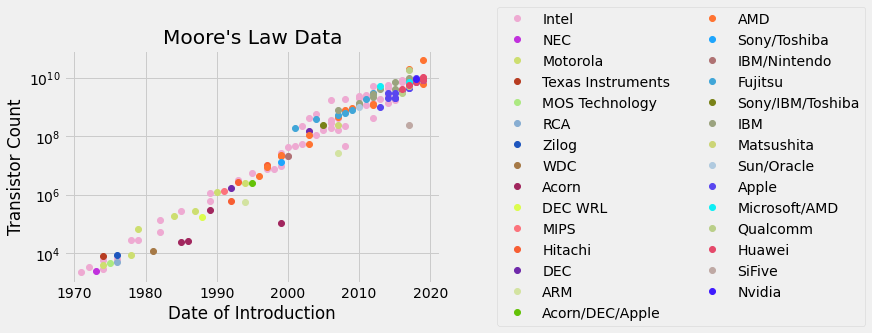 Moore's Law Data
Transistor Count
10^10
10^8
10^6
10^4
1970 1980 1990 2000 2010 2020
Date of Introduction
Intel
NEC
Motorola
Texas Instruments
MOS Technology
RCA
Zilog
WDC
Acorn
DEC WRL
MIPS
Hitachi
DEC
ARM
Acorn/DEC/Apple
AMD
Sony/Toshiba
IBM/Nintendo
Fujitsu
Sony/IBM/Toshiba
IBM
Matsushita
Sun/Oracle
Apple
Microsoft/AMD
Qualcomm
Huawei
SiFive
Nvidia